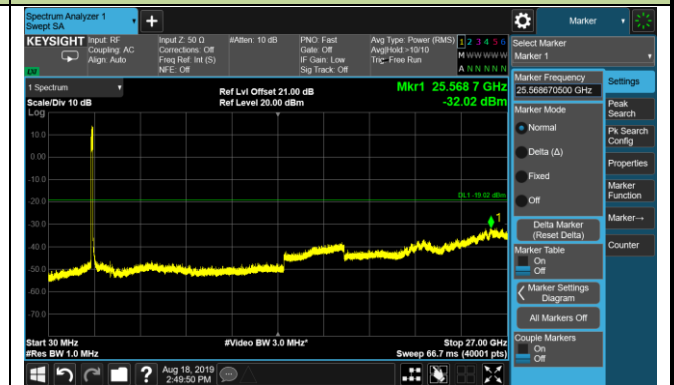 Spectrum Analyzer 1
Swept SA
Marker
KEYSIGHT
Input: RF
Coupling: AC
Align: Auto
Input Z: 50 Ω
Corrections: Off
Freq Ref: Int (S)
NFE: Off
#Atten: 10 dB
PNO: Fast
Gate: Off
IF Gain: Low
Sig Track: Off
Avg Type: Power (RMS)
Avg|Hold >10/10
Trig: Free Run
1 2 3 4 5 6
M W W W W W
A N N N N N
Select Marker
Marker 1
1 Spectrum
Scale/Div 10 dB
Log
Ref Lvl Offset 21.00 dB
Ref Level 20.00 dBm
Mkr1 25.568 7 GHz
-32.02 dBm
10.0
0.00
-10.0
-20.0
-30.0
-40.0
-50.0
-60.0
-70.0
DL1 -19.02 dBm
1
Start 30 MHz
#Res BW 1.0 MHz
#Video BW 3.0 MHz*
Stop 27.00 GHz
Sweep 66.7 ms (40001 pts)
Marker Frequency
25.568670500 GHz
Marker Mode
Normal
Delta (Δ)
Fixed
Off
Delta Marker
(Reset Delta)
Marker Table
On
Off
Marker Settings
Diagram
All Markers Off
Couple Markers
On
Off
Settings
Peak
Search
Pk Search
Config
Properties
Marker
Function
Marker→
Counter
?
Aug 18, 2019
2:49:50 PM